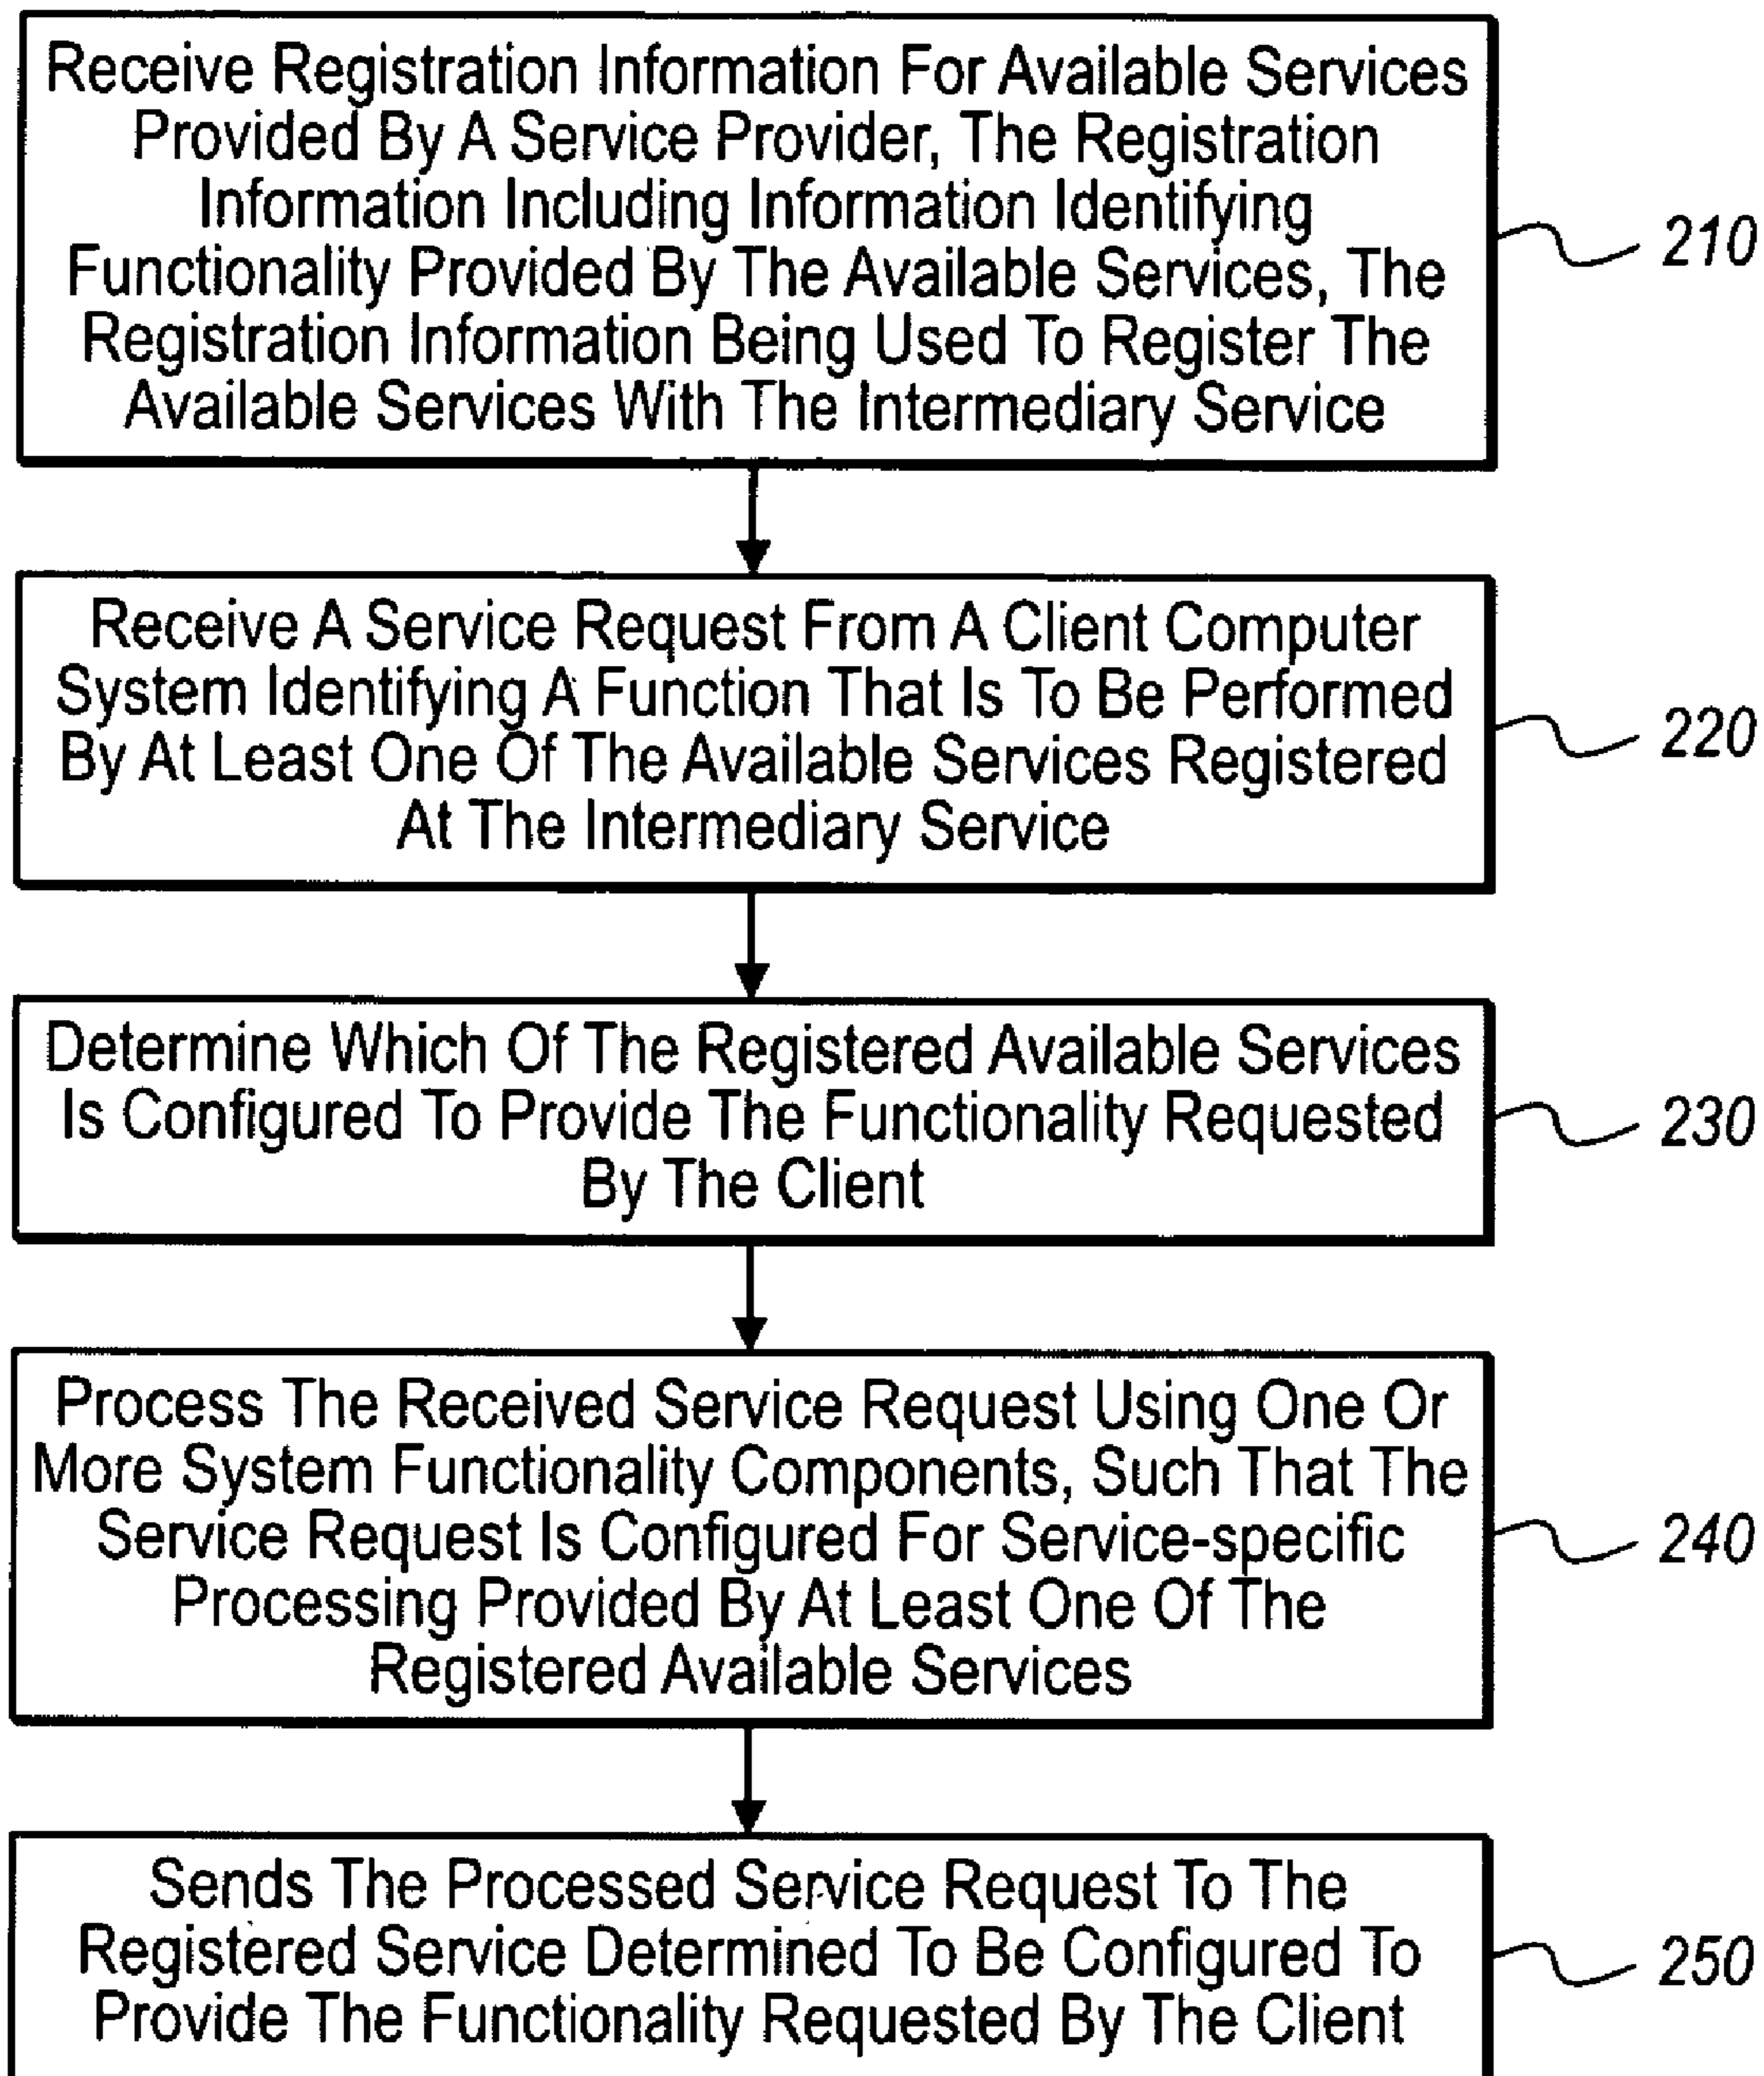 Receive Registration Information For Available Services
Provided By A Service Provider, The Registration
Information Including Information Identifying
Functionality Provided By The Available Services, The
Registration Information Being Used To Register The
Available Services With The Intermediary Service
210
Receive A Service Request From A Client Computer
System Identifying A Function That Is To Be Performed
By At Least One Of The Available Services Registered
At The Intermediary Service
220
Determine Which Of The Registered Available Services
Is Configured To Provide The Functionality Requested
By The Client
230
Process The Received Service Request Using One Or
More System Functionality Components, Such That The
Service Request Is Configured For Service-specific
Processing Provided By At Least One Of The
Registered Available Services
240
Sends The Processed Service Request To The
Registered Service Determined To Be Configured To
Provide The Functionality Requested By The Client
250